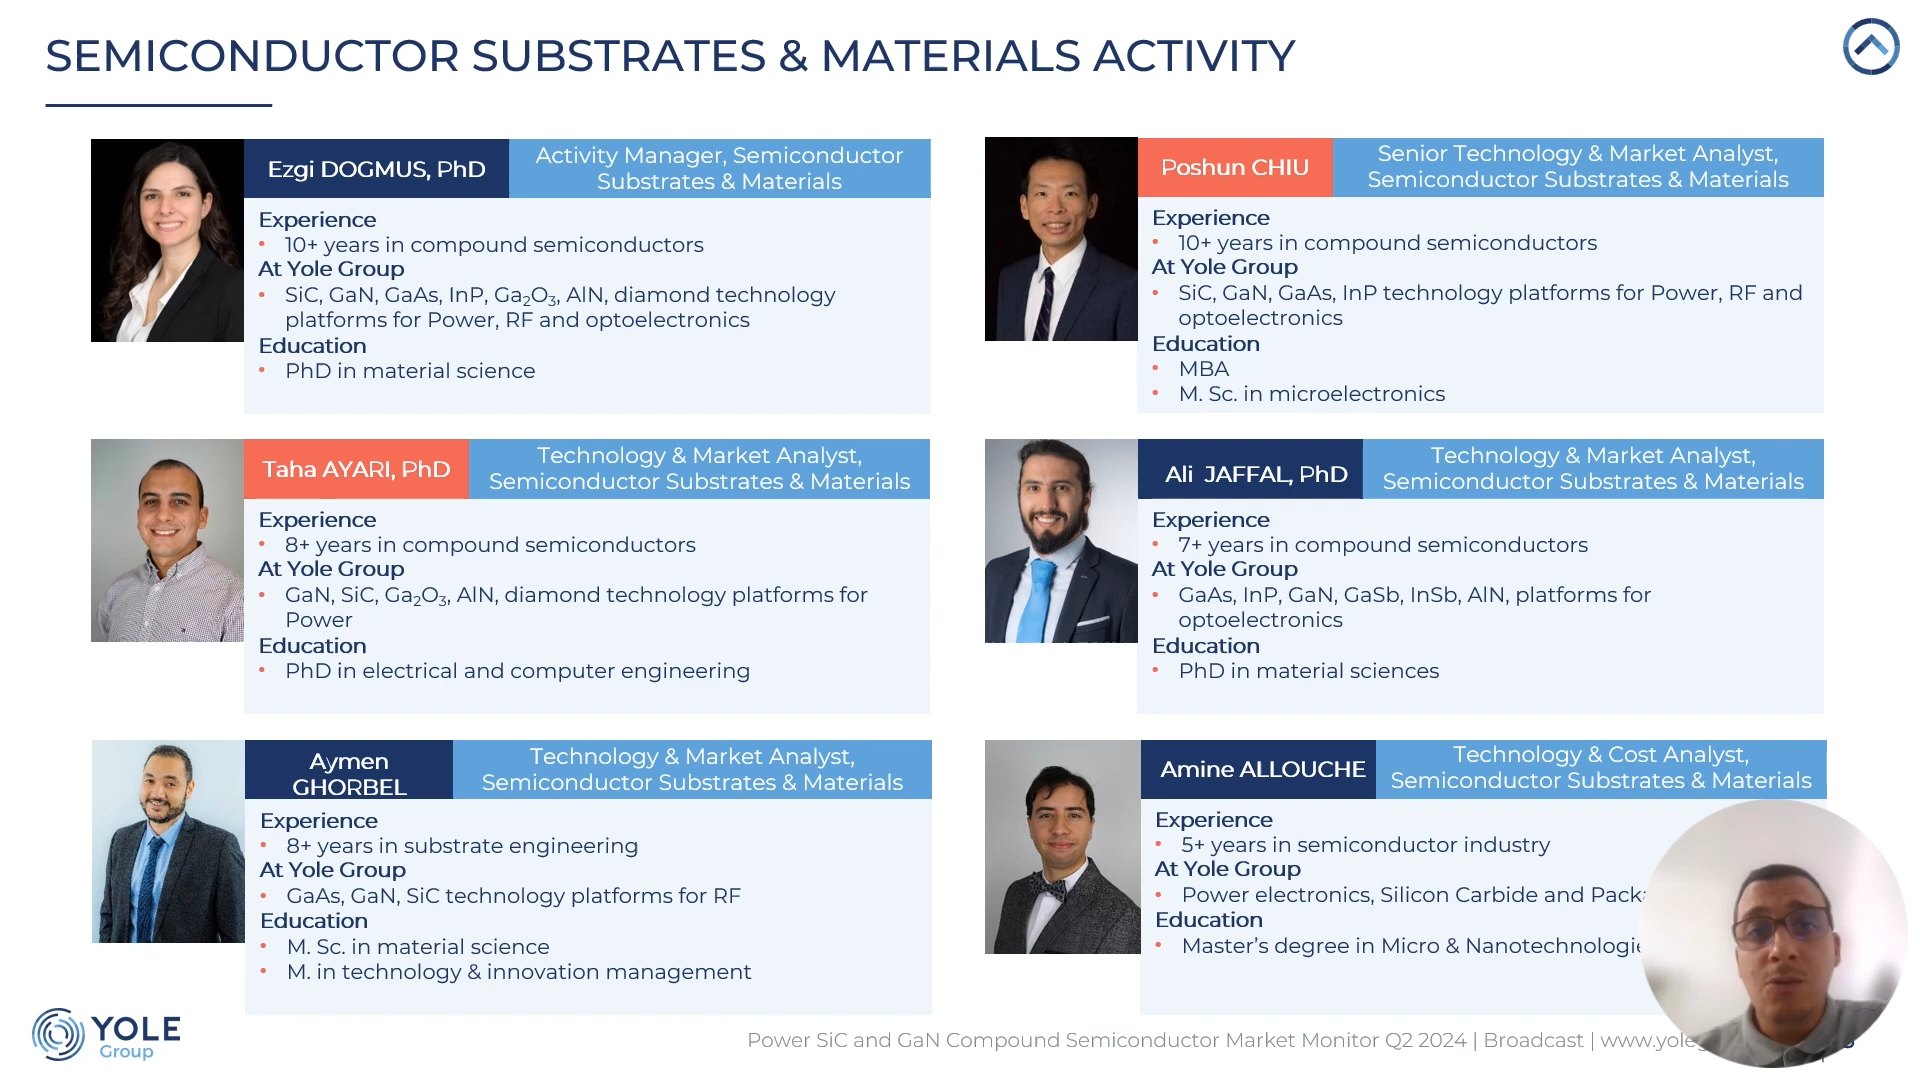 SEMICONDUCTOR SUBSTRATES & MATERIALS ACTIVITY
Ezgi DOGMUS, PhD
Activity Manager, Semiconductor
Substrates & Materials
Experience
• 10+ years in compound semiconductors
At Yole Group
• SiC, GaN, GaAs, InP, Ga₂O₃, AlN, diamond technology
platforms for Power, RF and optoelectronics
Education
• PhD in material science
Poshun CHIU
Senior Technology & Market Analyst,
Semiconductor Substrates & Materials
Experience
• 10+ years in compound semiconductors
At Yole Group
• SiC, GaN, GaAs, InP technology platforms for Power, RF and
optoelectronics
Education
• MBA
• M. Sc. in microelectronics
Taha AYARI, PhD
Technology & Market Analyst,
Semiconductor Substrates & Materials
Experience
• 8+ years in compound semiconductors
At Yole Group
• GaN, SiC, Ga₂O₃, AlN, diamond technology platforms for
Power
Education
• PhD in electrical and computer engineering
Ali JAFFAL, PhD
Technology & Market Analyst,
Semiconductor Substrates & Materials
Experience
• 7+ years in compound semiconductors
At Yole Group
• GaAs, InP, GaN, GaSb, InSb, AlN, platforms for
optoelectronics
Education
• PhD in material sciences
Aymen
GHORBEL
Technology & Market Analyst,
Semiconductor Substrates & Materials
Experience
• 8+ years in substrate engineering
At Yole Group
• GaAs, GaN, SiC technology platforms for RF
Education
• M. Sc. in material science
• M. in technology & innovation management
Amine ALLOUCHE
Technology & Cost Analyst,
Semiconductor Substrates & Materials
Experience
• 5+ years in semiconductor industry
At Yole Group
• Power electronics, Silicon Carbide and
Education
• Master's degree in Micro & Nanotechnologie
YOLE
Group
Power SiC and GaN Compound Semiconductor Market Monitor Q2 2024 | Broadcast |